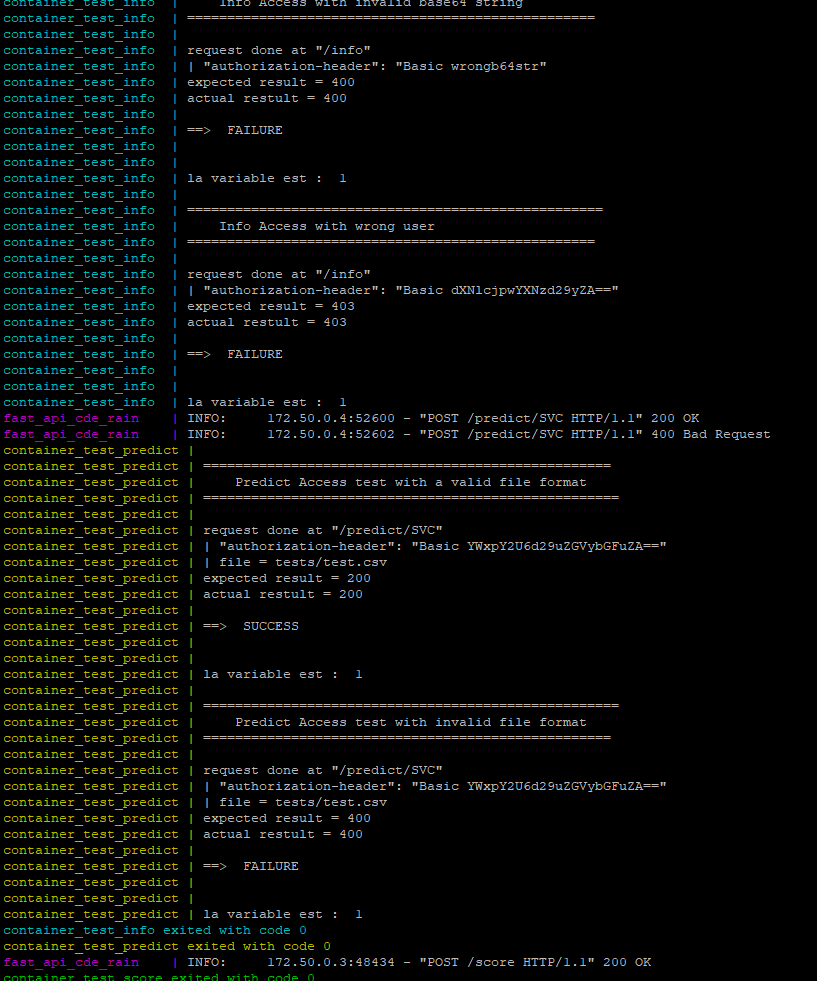 container_test_info | Info Access with invalid base64 string
container_test_info | ===================================================
container_test_info |
container_test_info | request done at "/info"
container_test_info | | "authorization-header": "Basic wrongb64str"
container_test_info | expected result = 400
container_test_info | actual restult = 400
container_test_info |
container_test_info | ==> FAILURE
container_test_info |
container_test_info |
container_test_info | la variable est : 1
container_test_info |
container_test_info | ====================================================
container_test_info | Info Access with wrong user
container_test_info | ===================================================
container_test_info |
container_test_info | request done at "/info"
container_test_info | | "authorization-header": "Basic dXNlcjpwYXNzd29yZA=="
container_test_info | expected result = 403
container_test_info | actual restult = 403
container_test_info |
container_test_info | ==> FAILURE
container_test_info |
container_test_info |
container_test_info | la variable est : 1
fast_api_cde_rain | INFO: 172.50.0.4:52600 - "POST /predict/SVC HTTP/1.1" 200 OK
fast_api_cde_rain | INFO: 172.50.0.4:52602 - "POST /predict/SVC HTTP/1.1" 400 Bad Request
container_test_predict |
container_test_predict | ===================================================
container_test_predict | Predict Access test with a valid file format
container_test_predict | ====================================================
container_test_predict |
container_test_predict | request done at "/predict/SVC"
container_test_predict | | "authorization-header": "Basic YWxpY2U6d29uZGVybGFuZA=="
container_test_predict | | file = tests/test.csv
container_test_predict | expected result = 200
container_test_predict | actual restult = 200
container_test_predict |
container_test_predict | ==> SUCCESS
container_test_predict |
container_test_predict |
container_test_predict | la variable est : 1
container_test_predict |
container_test_predict | ====================================================
container_test_predict | Predict Access test with invalid file format
container_test_predict | ===================================================
container_test_predict |
container_test_predict | request done at "/predict/SVC"
container_test_predict | | "authorization-header": "Basic YWxpY2U6d29uZGVybGFuZA=="
container_test_predict | | file = tests/test.csv
container_test_predict | expected result = 400
container_test_predict | actual restult = 400
container_test_predict |
container_test_predict | ==> FAILURE
container_test_predict |
container_test_predict |
container_test_predict | la variable est : 1
container_test_info exited with code 0
container_test_predict exited with code 0
fast_api_cde_rain | INFO: 172.50.0.3:48434 - "POST /score HTTP/1.1" 200 OK
container_test_score exited with code 0